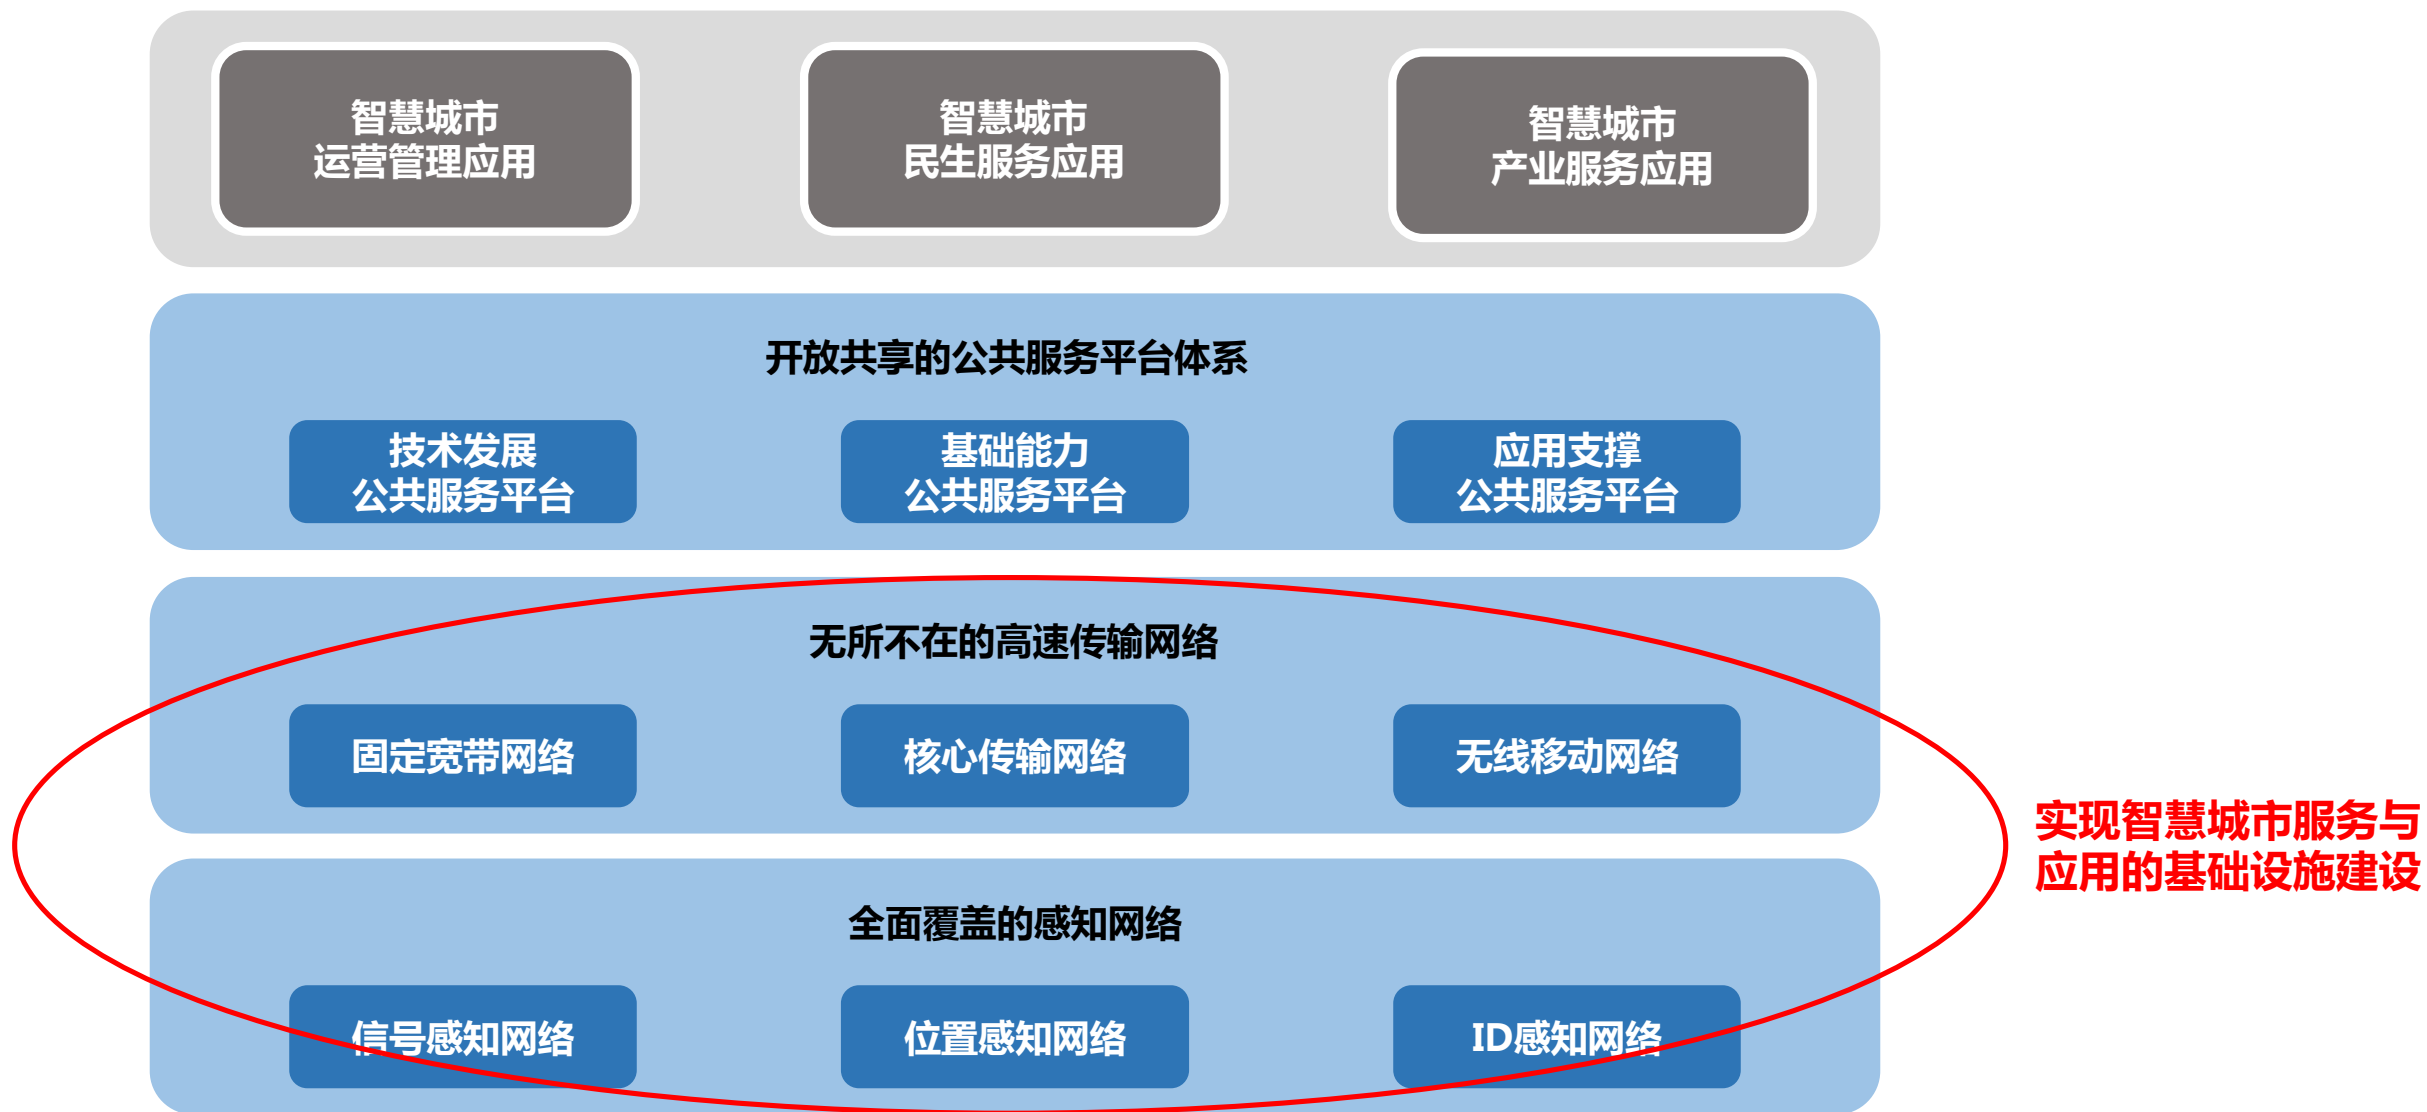 智慧城市
运营管理应用
智慧城市
民生服务应用
智慧城市
产业服务应用
开放共享的公共服务平台体系
技术发展
公共服务平台
基础能力
公共服务平台
应用支撑
公共服务平台
无所不在的高速传输网络
固定宽带网络
核心传输网络
无线移动网络
实现智慧城市服务与
应用的基础设施建设
全面覆盖的感知网络
信号感知网络
位置感知网络
ID感知网络